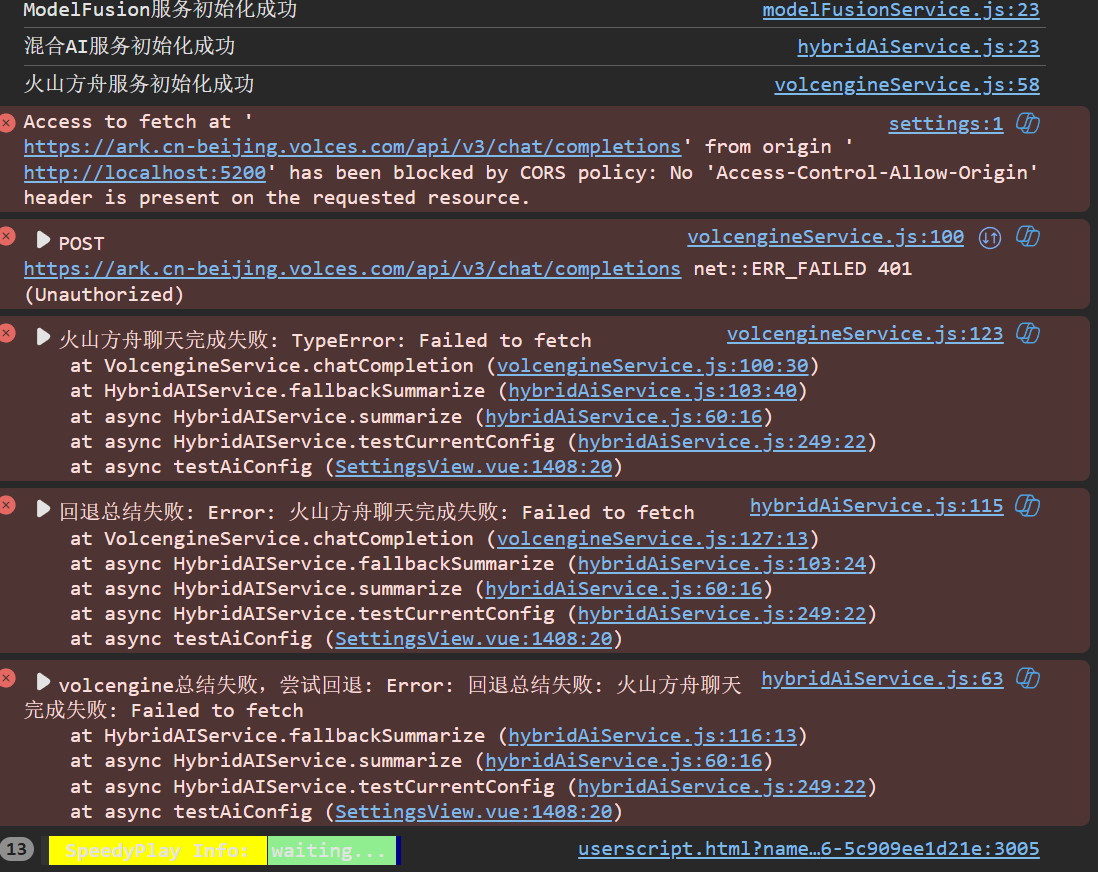 ModelFusion服务初始化成功 modelFusionService.js:23
混合AI服务初始化成功 hybridAiService.js:23
火山方舟服务初始化成功 volcengineService.js:58
Access to fetch at ' settings:1
https://ark.cn-beijing.volces.com/api/v3/chat/completions' from origin '
http://localhost:5200' has been blocked by CORS policy: No 'Access-Control-Allow-Origin'
header is present on the requested resource.
POST volcengineService.js:100
https://ark.cn-beijing.volces.com/api/v3/chat/completions net::ERR_FAILED 401
(Unauthorized)
火山方舟聊天完成失败: TypeError: Failed to fetch volcengineService.js:123
at VolcengineService.chatCompletion (volcengineService.js:100:30)
at HybridAIService.fallbackSummarize (hybridAiService.js:103:40)
at async HybridAIService.summarize (hybridAiService.js:60:16)
at async HybridAIService.testCurrentConfig (hybridAiService.js:249:22)
at async testAiConfig (SettingsView.vue:1408:20)
回退总结失败: Error: 火山方舟聊天完成失败: Failed to fetch hybridAiService.js:115
at VolcengineService.chatCompletion (volcengineService.js:127:13)
at async HybridAIService.fallbackSummarize (hybridAiService.js:103:24)
at async HybridAIService.summarize (hybridAiService.js:60:16)
at async HybridAIService.testCurrentConfig (hybridAiService.js:249:22)
at async testAiConfig (SettingsView.vue:1408:20)
volcengine总结失败，尝试回退: Error: 回退总结失败: 火山方舟聊天 hybridAiService.js:63
完成失败: Failed to fetch
at HybridAIService.fallbackSummarize (hybridAiService.js:116:13)
at async HybridAIService.summarize (hybridAiService.js:60:16)
at async HybridAIService.testCurrentConfig (hybridAiService.js:249:22)
at async testAiConfig (SettingsView.vue:1408:20)
13 SpeedyPlay Info: waiting... userscript.html?name…6-5c909ee1d21e:3005